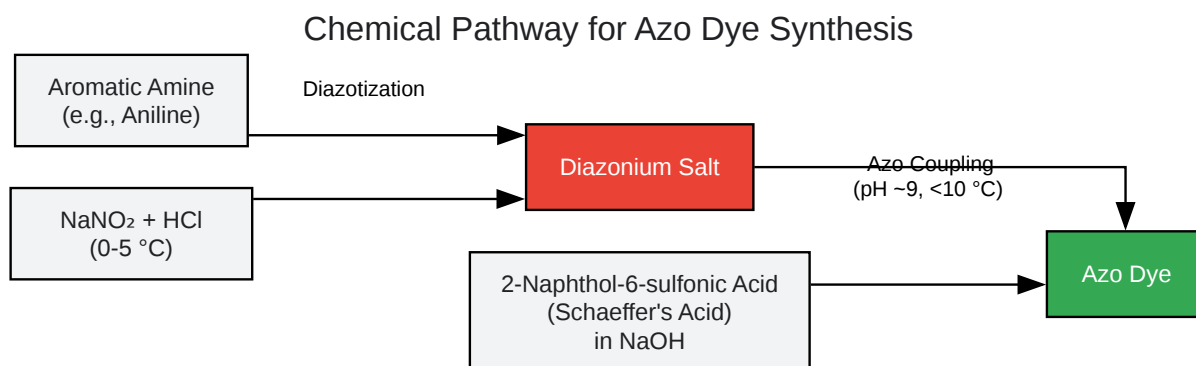 Chemical Pathway for Azo Dye Synthesis
Aromatic Amine
(e.g., Aniline)
Diazotization
NaNO₂ + HCl
(0-5 °C)
Diazonium Salt
Azo Coupling
(pH ~9, <10 °C)
2-Naphthol-6-sulfonic Acid
(Schaeffer's Acid)
in NaOH
Azo Dye